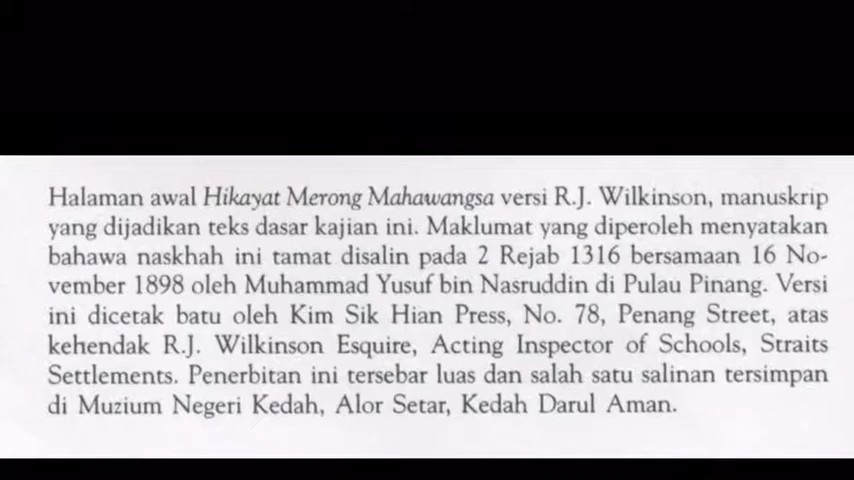 Halaman awal Hikayat Merong Mahawangsa versi R.J. Wilkinson, manuskrip
yang dijadikan teks dasar kajian ini. Maklumat yang diperoleh menyatakan
bahawa naskhah ini tamat disalin pada 2 Rejab 1316 bersamaan 16 No-
vember 1898 oleh Muhammad Yusuf bin Nasruddin di Pulau Pinang. Versi
ini dicetak batu oleh Kim Sik Hian Press, No. 78, Penang Street, atas
kehendak R.J. Wilkinson Esquire, Acting Inspector of Schools, Straits
Settlements. Penerbitan ini tersebar luas dan salah satu salinan tersimpan
di Muzium Negeri Kedah, Alor Setar, Kedah Darul Aman.